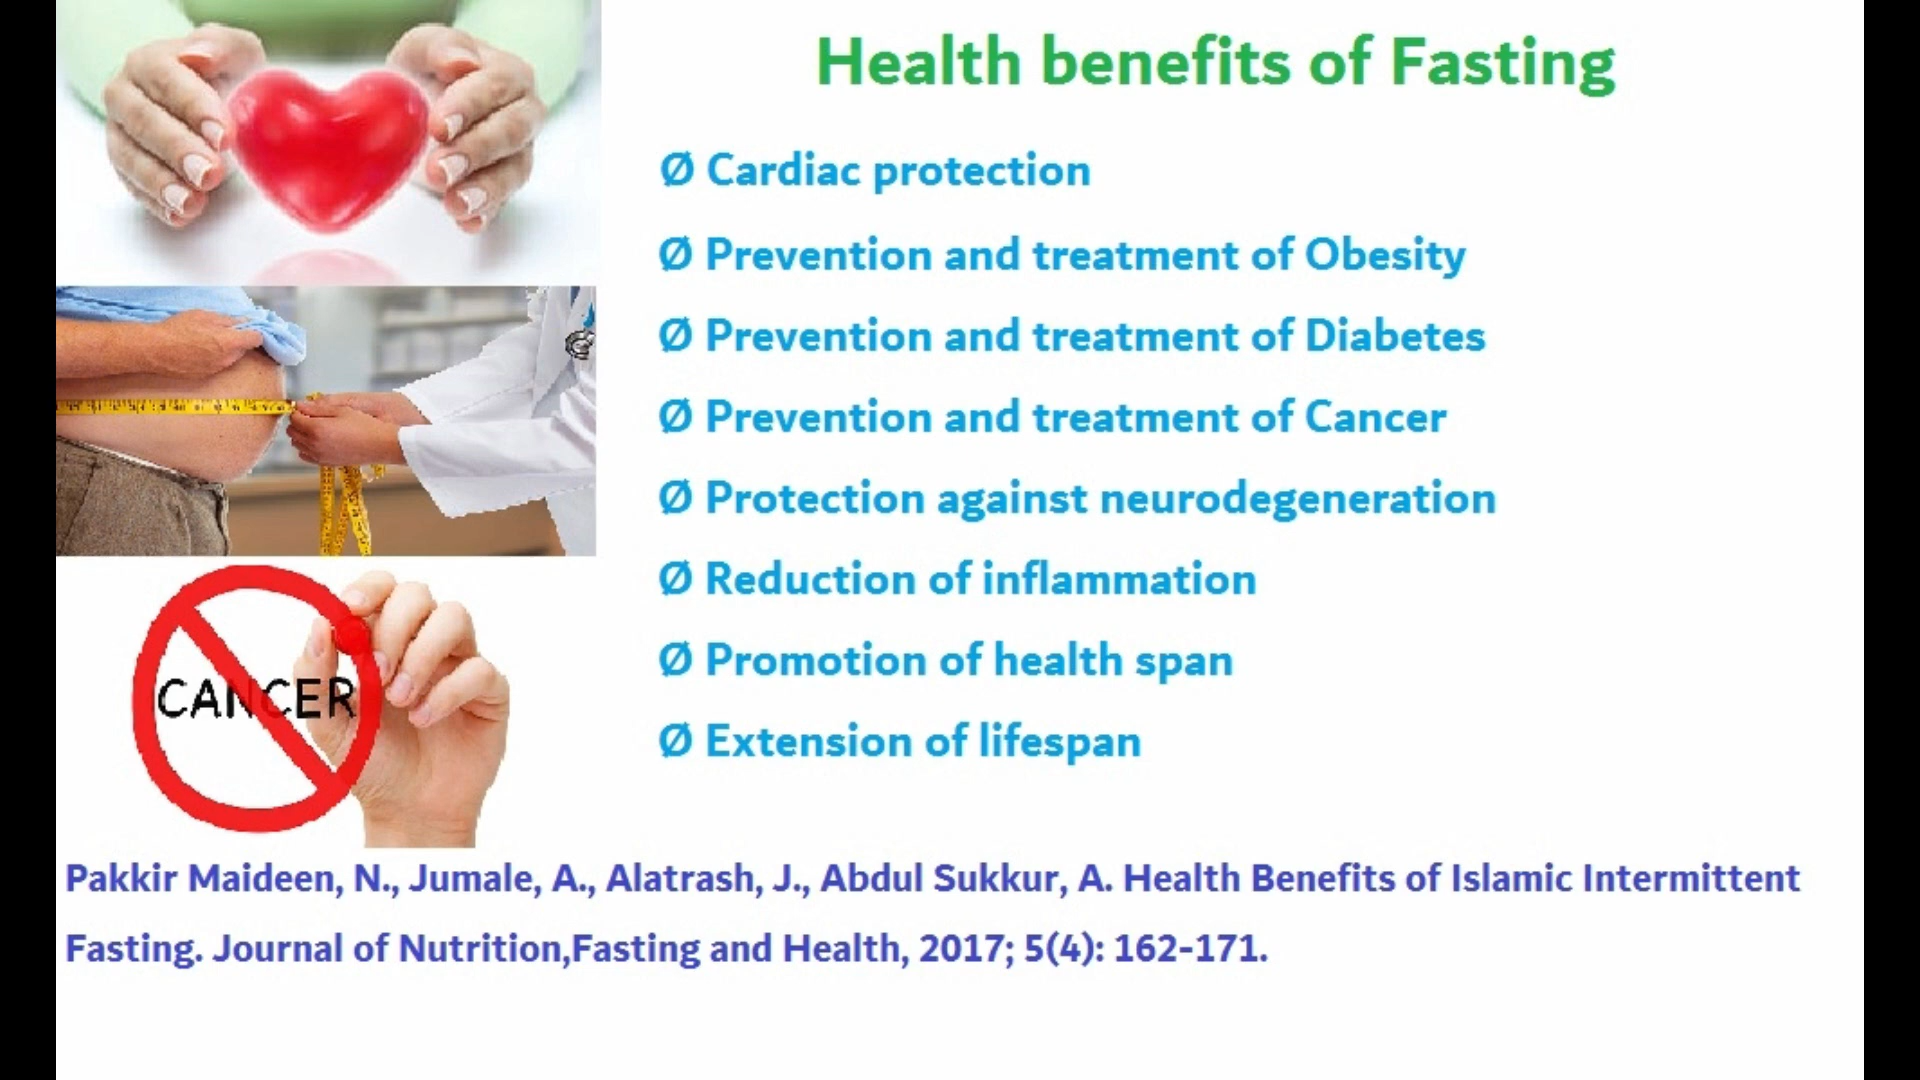 Health benefits of Fasting
Ø Cardiac protection
Ø Prevention and treatment of Obesity
Ø Prevention and treatment of Diabetes
Ø Prevention and treatment of Cancer
Ø Protection against neurodegeneration
Ø Reduction of inflammation
Ø Promotion of health span
Ø Extension of lifespan
CANCER
Pakkir Maideen, N., Jumale, A., Alatrash, J., Abdul Sukkur, A. Health Benefits of Islamic Intermittent
Fasting. Journal of Nutrition,Fasting and Health, 2017; 5(4): 162-171.